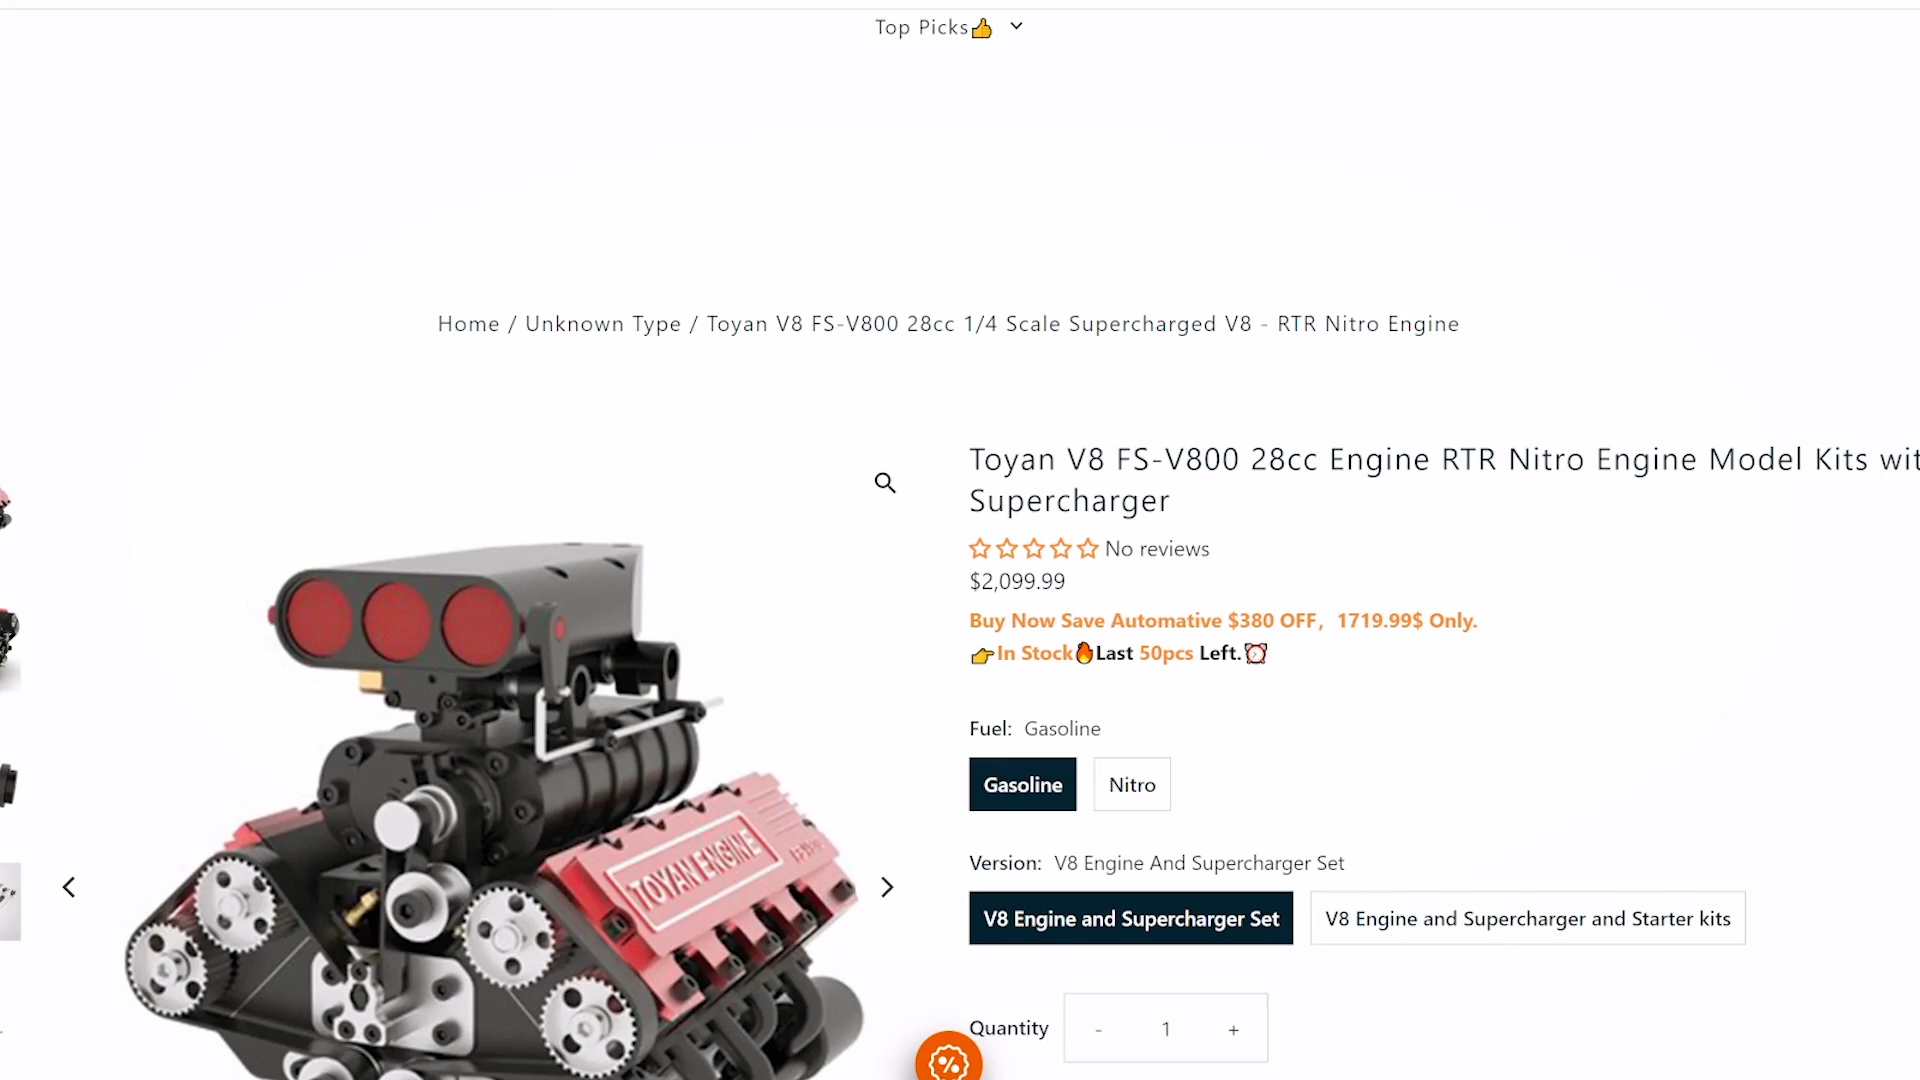 Top Picks👍
Home / Unknown Type / Toyan V8 FS-V800 28cc 1/4 Scale Supercharged V8 - RTR Nitro Engine
Toyan V8 FS-V800 28cc Engine RTR Nitro Engine Model Kits wit
Supercharger
No reviews
$2,099.99
Buy Now Save Automative $380 OFF，1719.99$ Only.
👉In Stock🔥Last 50pcs Left.⏰
Fuel: Gasoline
Gasoline Nitro
Version: V8 Engine And Supercharger Set
V8 Engine and Supercharger Set V8 Engine and Supercharger and Starter kits
Quantity - 1 +
TOYAN ENGINE
%